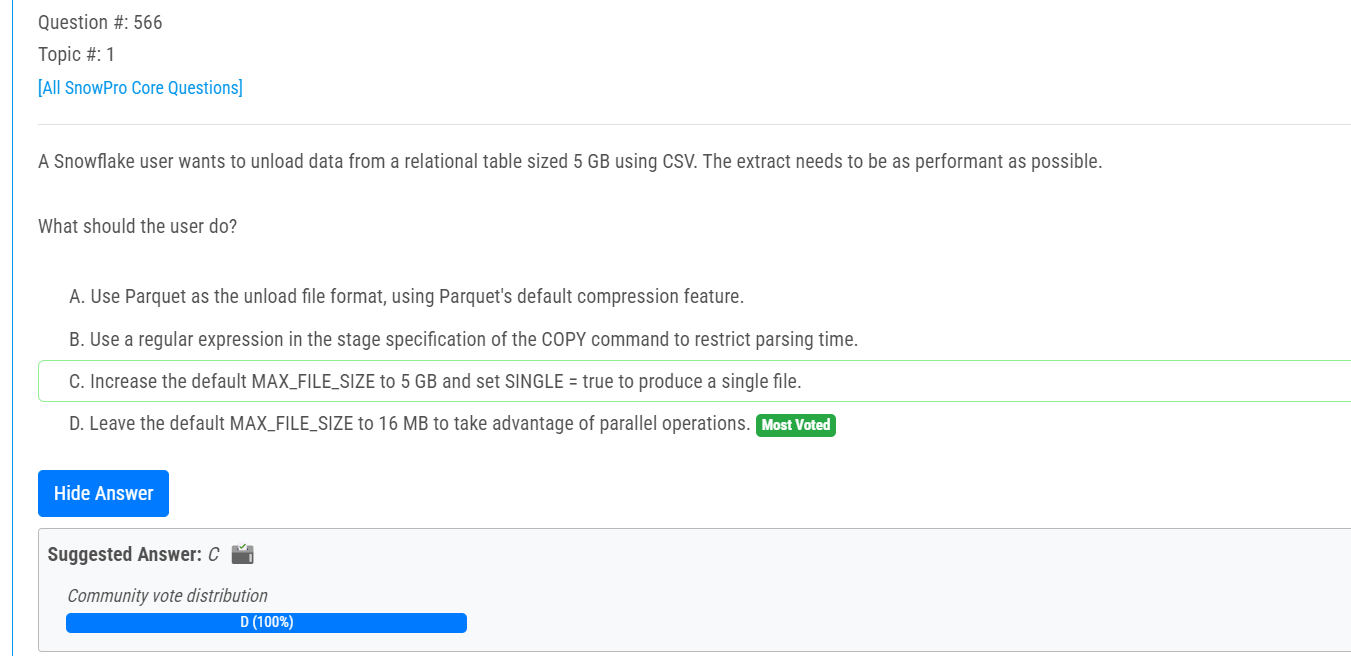 Question #: 566
Topic #: 1
[All SnowPro Core Questions]
A Snowflake user wants to unload data from a relational table sized 5 GB using CSV. The extract needs to be as performant as possible.
What should the user do?
A. Use Parquet as the unload file format, using Parquet's default compression feature.
B. Use a regular expression in the stage specification of the COPY command to restrict parsing time.
C. Increase the default MAX_FILE_SIZE to 5 GB and set SINGLE = true to produce a single file.
D. Leave the default MAX_FILE_SIZE to 16 MB to take advantage of parallel operations. Most Voted
Hide Answer
Suggested Answer: C
Community vote distribution
D (100%)